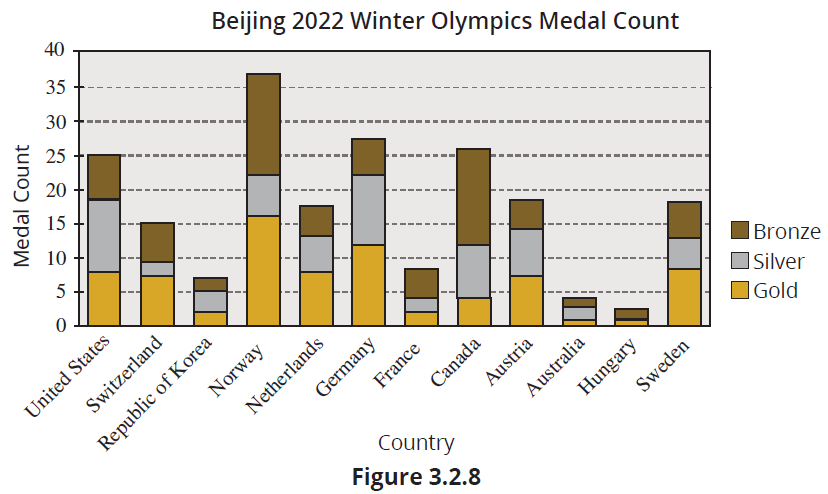 Beijing 2022 Winter Olympics Medal Count
40
35
30
25
20
15
10
5
0
Medal Count
Bronze
Silver
Gold
United States
Switzerland
Republic of Korea
Norway
Netherlands
Germany
France
Canada
Austria
Australia
Hungary
Sweden
Country
Figure 3.2.8